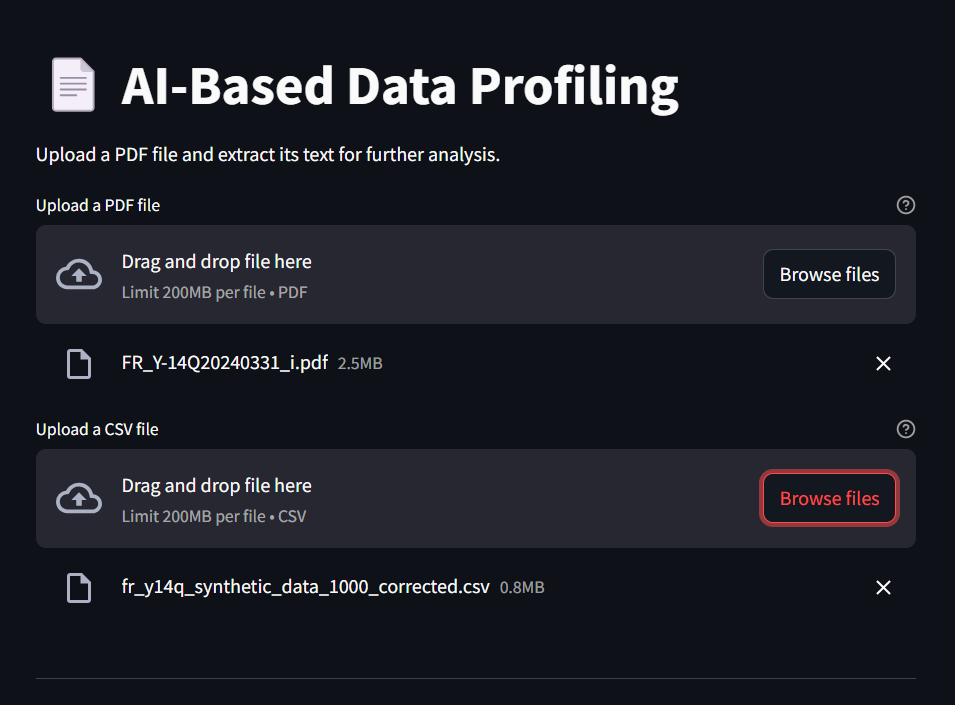 AI-Based Data Profiling
Upload a PDF file and extract its text for further analysis.
Upload a PDF file
Drag and drop file here
Limit 200MB per file • PDF
Browse files
FR_Y-14Q20240331_i.pdf 2.5MB
Upload a CSV file
Drag and drop file here
Limit 200MB per file • CSV
Browse files
fr_y14q_synthetic_data_1000_corrected.csv 0.8MB